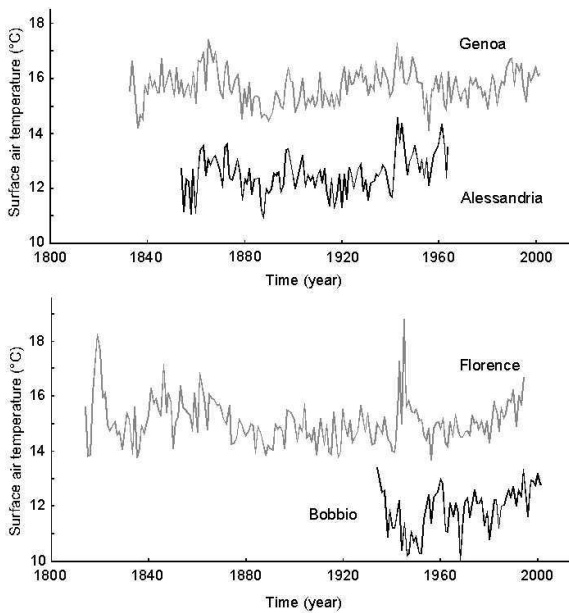 18
Genoa
16
14
12
Alessandria
10
Surface air temperature (°C)
1800 1840 1880 1920 1960 2000
Time (year)
18
Florence
16
14
12
Bobbio
10
Surface air temperature (°C)
1800 1840 1880 1920 1960 2000
Time (year)